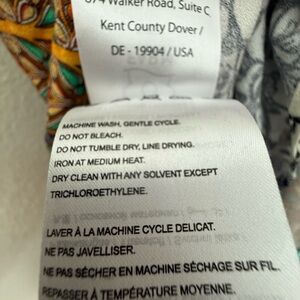 874 Walker Road, Suite C
Kent County Dover /
DE - 19904 / USA
MACHINE WASH, GENTLE CYCLE.
DO NOT BLEACH.
DO NOT TUMBLE DRY, LINE DRYING.
IRON AT MEDIUM HEAT.
DRY CLEAN WITH ANY SOLVENT EXCEPT
TRICHLOROETHYLENE.
LAVER À LA MACHINE CYCLE DELICAT.
NE PAS JAVELLISER.
NE PAS SÉCHER EN MACHINE SÉCHAGE SUR FIL.
REPASSER À TEMPÉRATURE MOYENNE.